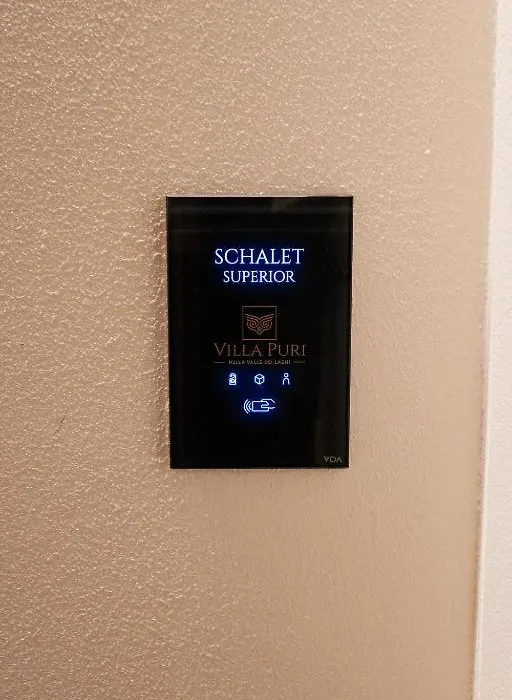 SCHALET
SUPERIOR
VILLA PURI
NELLA VALLE DEI LAGHI
VDA